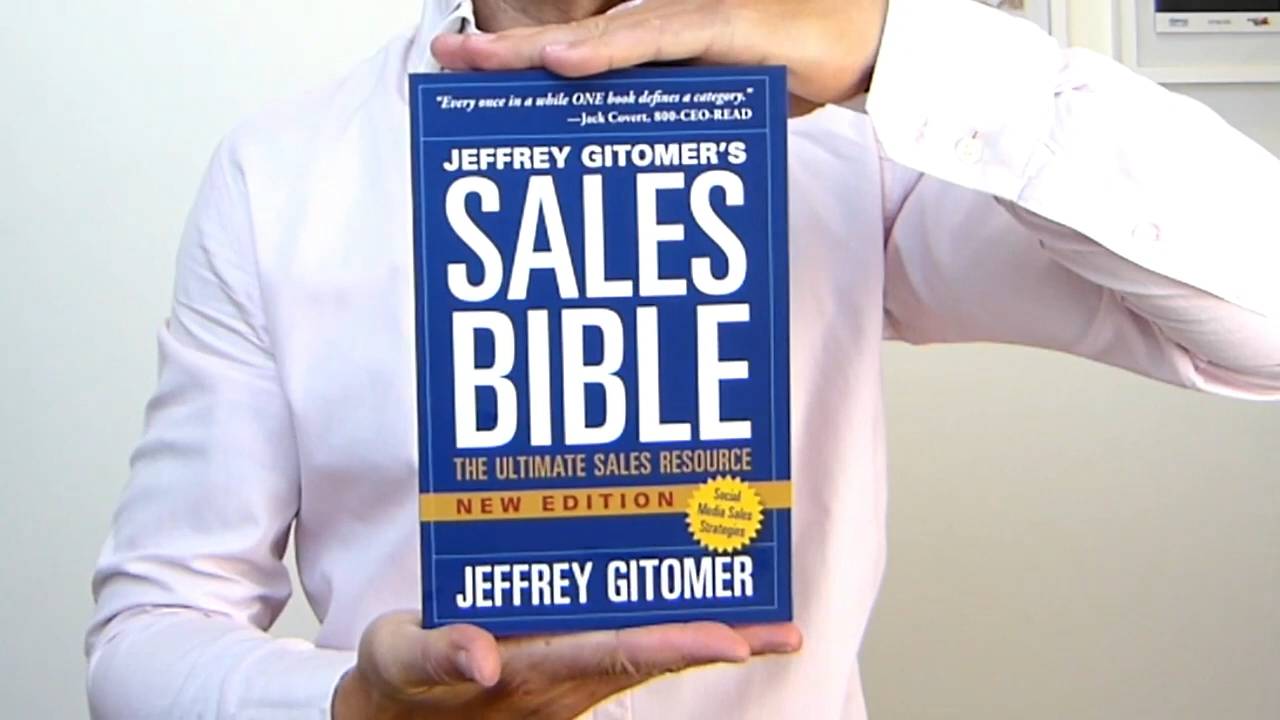 "Every once in a while ONE book defines a category."
—Jack Covert, 800-CEO-READ
JEFFREY GITOMER'S
SALES
BIBLE
THE ULTIMATE SALES RESOURCE
NEW EDITION
Social
Media Sales
Strategies
JEFFREY GITOMER